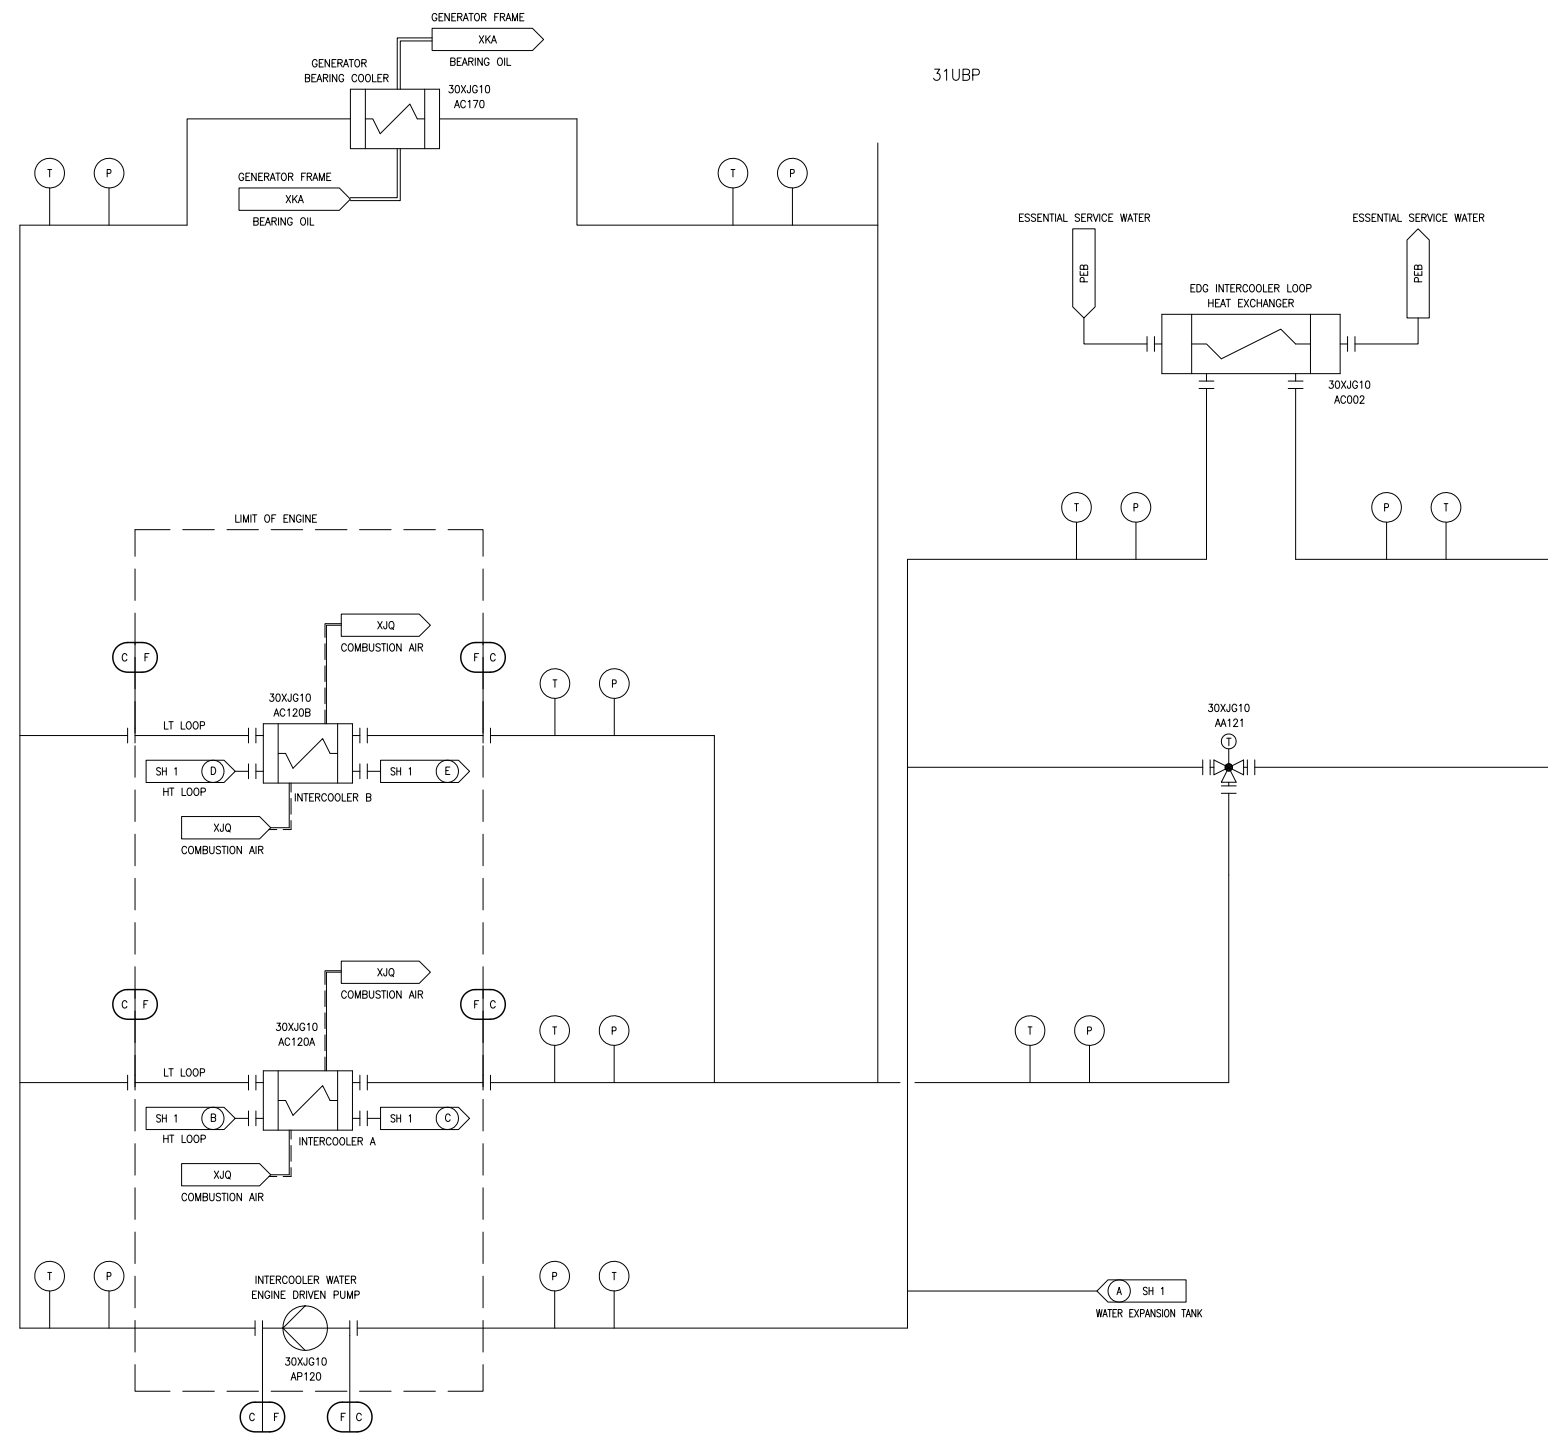 GENERATOR FRAME
XKA
BEARING OIL
GENERATOR
BEARING COOLER
30XJG10
AC170
31UBP
T
P
GENERATOR FRAME
XKA
BEARING OIL
T
P
ESSENTIAL SERVICE WATER
PEB
ESSENTIAL SERVICE WATER
PEB
EDG INTERCOOLER LOOP
HEAT EXCHANGER
30XJG10
AC002
T
P
P
T
LIMIT OF ENGINE
XJQ
COMBUSTION AIR
C F
F C
T
P
30XJG10
AC120B
LT LOOP
SH 1 D
HT LOOP
SH 1 E
INTERCOOLER B
XJQ
COMBUSTION AIR
30XJG10
AA121
T
XJQ
COMBUSTION AIR
C F
F C
30XJG10
AC120A
T
P
T
P
LT LOOP
SH 1 B
HT LOOP
SH 1 C
INTERCOOLER A
XJQ
COMBUSTION AIR
T
P
INTERCOOLER WATER
ENGINE DRIVEN PUMP
P
T
A SH 1
WATER EXPANSION TANK
30XJG10
AP120
C F
F C